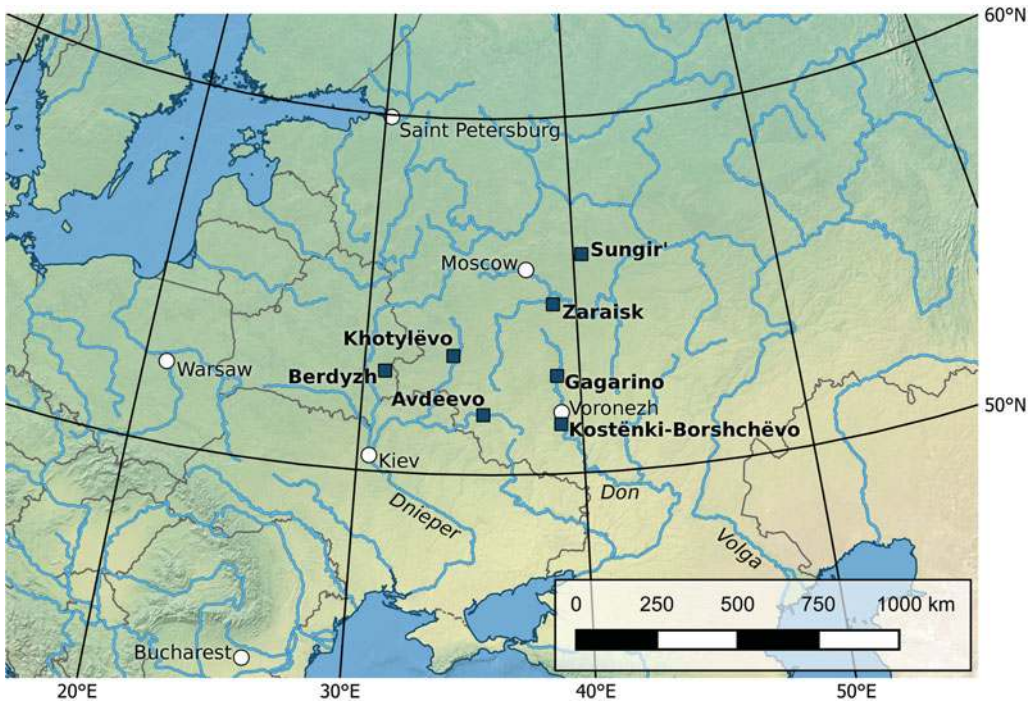 60°N
Saint Petersburg
Sungir'
Moscow
Zaraisk
Khotylëvo
Warsaw
Berdyzh
Gagarino
Avdeevo
Voronezh
50°N
Kostënki-Borshchëvo
Kiev
Don
Dnieper
Volga
0 250 500 750 1000 km
Bucharest
20°E 30°E 40°E 50°E